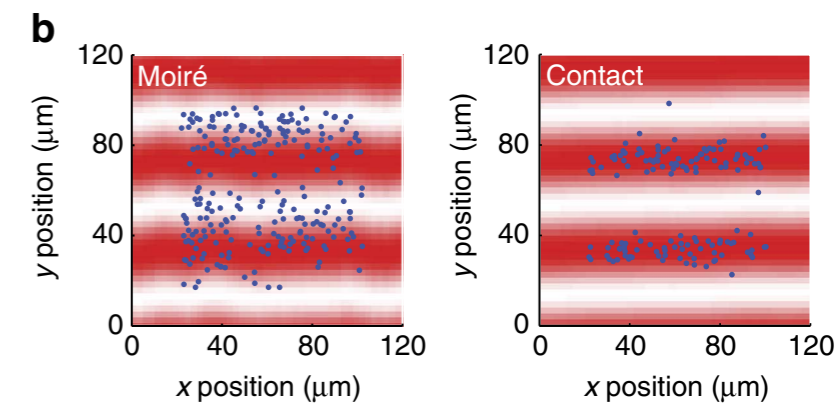 b
Moiré
120
80
40
0
y position (μm)
0 40 80 120
x position (μm)
Contact
120
80
40
0
y position (μm)
0 40 80 120
x position (μm)